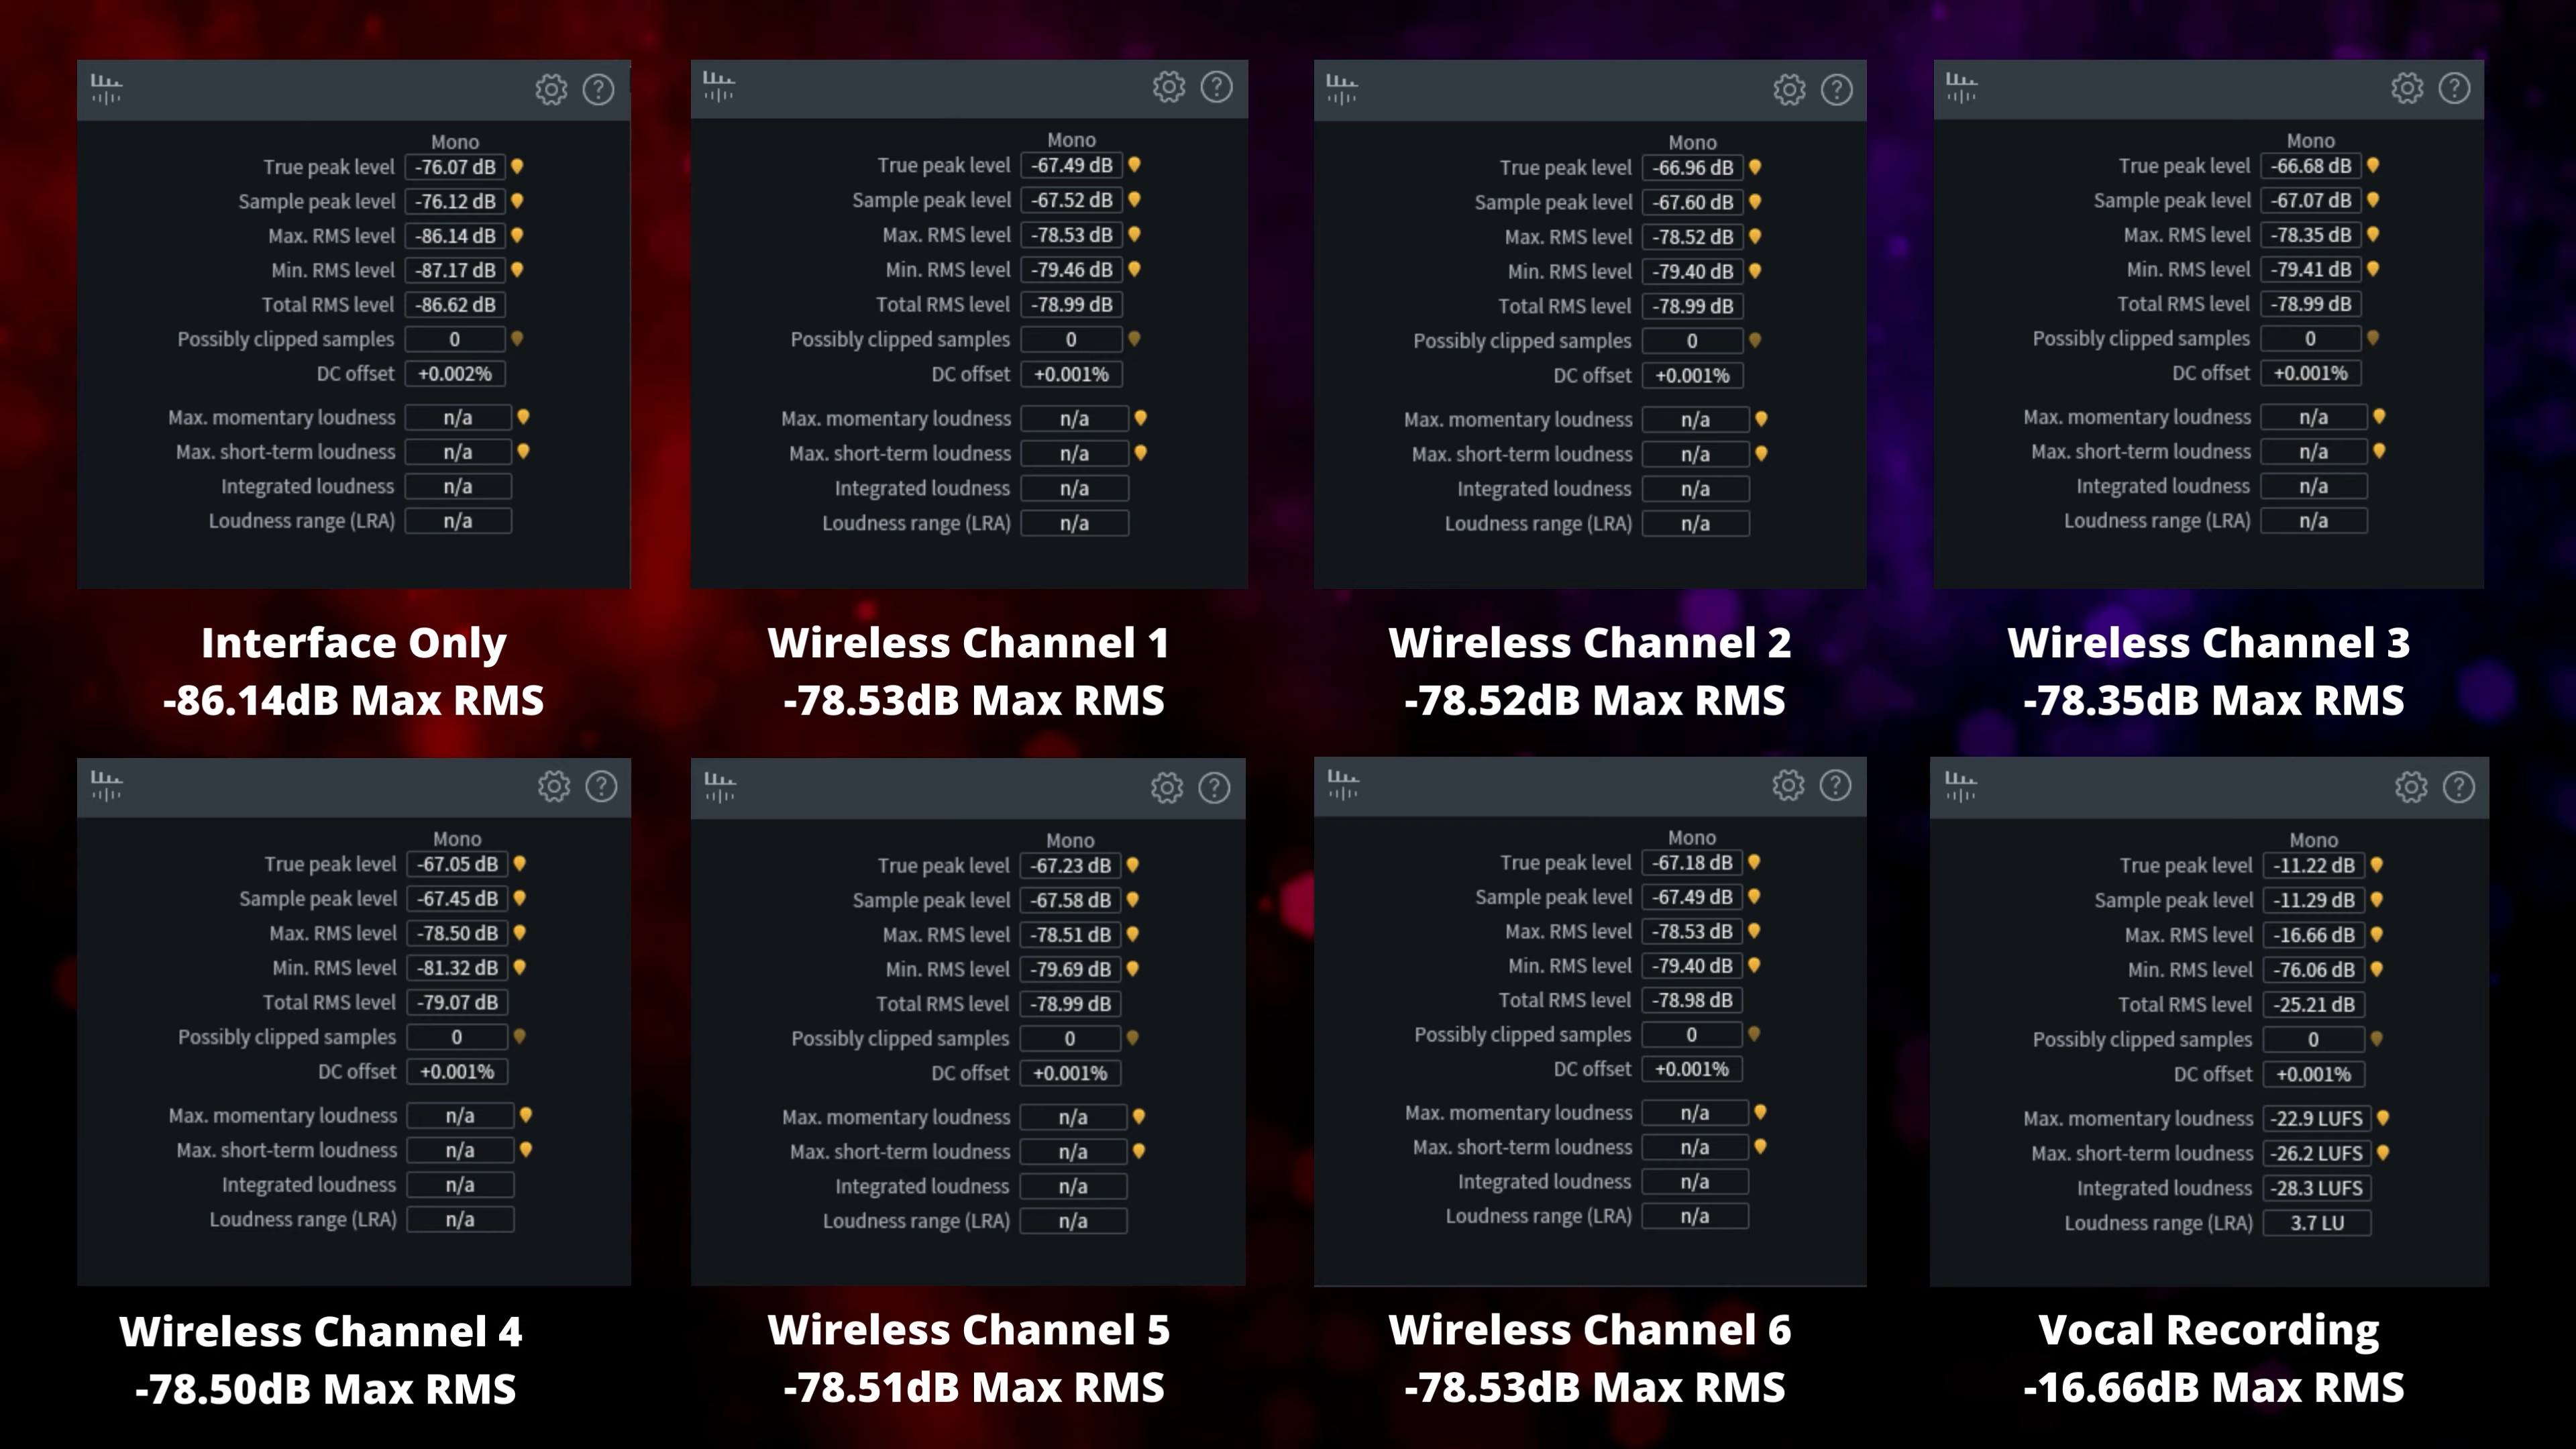 Mono
True peak level -76.07 dB
Sample peak level -76.12 dB
Max. RMS level -86.14 dB
Min. RMS level -87.17 dB
Total RMS level -86.62 dB
Possibly clipped samples 0
DC offset +0.002%
Max. momentary loudness n/a
Max. short-term loudness n/a
Integrated loudness n/a
Loudness range (LRA) n/a
Interface Only
-86.14dB Max RMS
Mono
True peak level -67.49 dB
Sample peak level -67.52 dB
Max. RMS level -78.53 dB
Min. RMS level -79.46 dB
Total RMS level -78.99 dB
Possibly clipped samples 0
DC offset +0.001%
Max. momentary loudness n/a
Max. short-term loudness n/a
Integrated loudness n/a
Loudness range (LRA) n/a
Wireless Channel 1
-78.53dB Max RMS
Mono
True peak level -66.96 dB
Sample peak level -67.60 dB
Max. RMS level -78.52 dB
Min. RMS level -79.40 dB
Total RMS level -78.99 dB
Possibly clipped samples 0
DC offset +0.001%
Max. momentary loudness n/a
Max. short-term loudness n/a
Integrated loudness n/a
Loudness range (LRA) n/a
Wireless Channel 2
-78.52dB Max RMS
Mono
True peak level -66.68 dB
Sample peak level -67.07 dB
Max. RMS level -78.35 dB
Min. RMS level -79.41 dB
Total RMS level -78.99 dB
Possibly clipped samples 0
DC offset +0.001%
Max. momentary loudness n/a
Max. short-term loudness n/a
Integrated loudness n/a
Loudness range (LRA) n/a
Wireless Channel 3
-78.35dB Max RMS
Mono
True peak level -67.05 dB
Sample peak level -67.45 dB
Max. RMS level -78.50 dB
Min. RMS level -81.32 dB
Total RMS level -79.07 dB
Possibly clipped samples 0
DC offset +0.001%
Max. momentary loudness n/a
Max. short-term loudness n/a
Integrated loudness n/a
Loudness range (LRA) n/a
Wireless Channel 4
-78.50dB Max RMS
Mono
True peak level -67.23 dB
Sample peak level -67.58 dB
Max. RMS level -78.51 dB
Min. RMS level -79.69 dB
Total RMS level -78.99 dB
Possibly clipped samples 0
DC offset +0.001%
Max. momentary loudness n/a
Max. short-term loudness n/a
Integrated loudness n/a
Loudness range (LRA) n/a
Wireless Channel 5
-78.51dB Max RMS
Mono
True peak level -67.18 dB
Sample peak level -67.49 dB
Max. RMS level -78.53 dB
Min. RMS level -79.40 dB
Total RMS level -78.98 dB
Possibly clipped samples 0
DC offset +0.001%
Max. momentary loudness n/a
Max. short-term loudness n/a
Integrated loudness n/a
Loudness range (LRA) n/a
Wireless Channel 6
-78.53dB Max RMS
Mono
True peak level -11.22 dB
Sample peak level -11.29 dB
Max. RMS level -16.66 dB
Min. RMS level -76.06 dB
Total RMS level -25.21 dB
Possibly clipped samples 0
DC offset +0.001%
Max. momentary loudness -22.9 LUFS
Max. short-term loudness -26.2 LUFS
Integrated loudness -28.3 LUFS
Loudness range (LRA) 3.7 LU
Vocal Recording
-16.66dB Max RMS